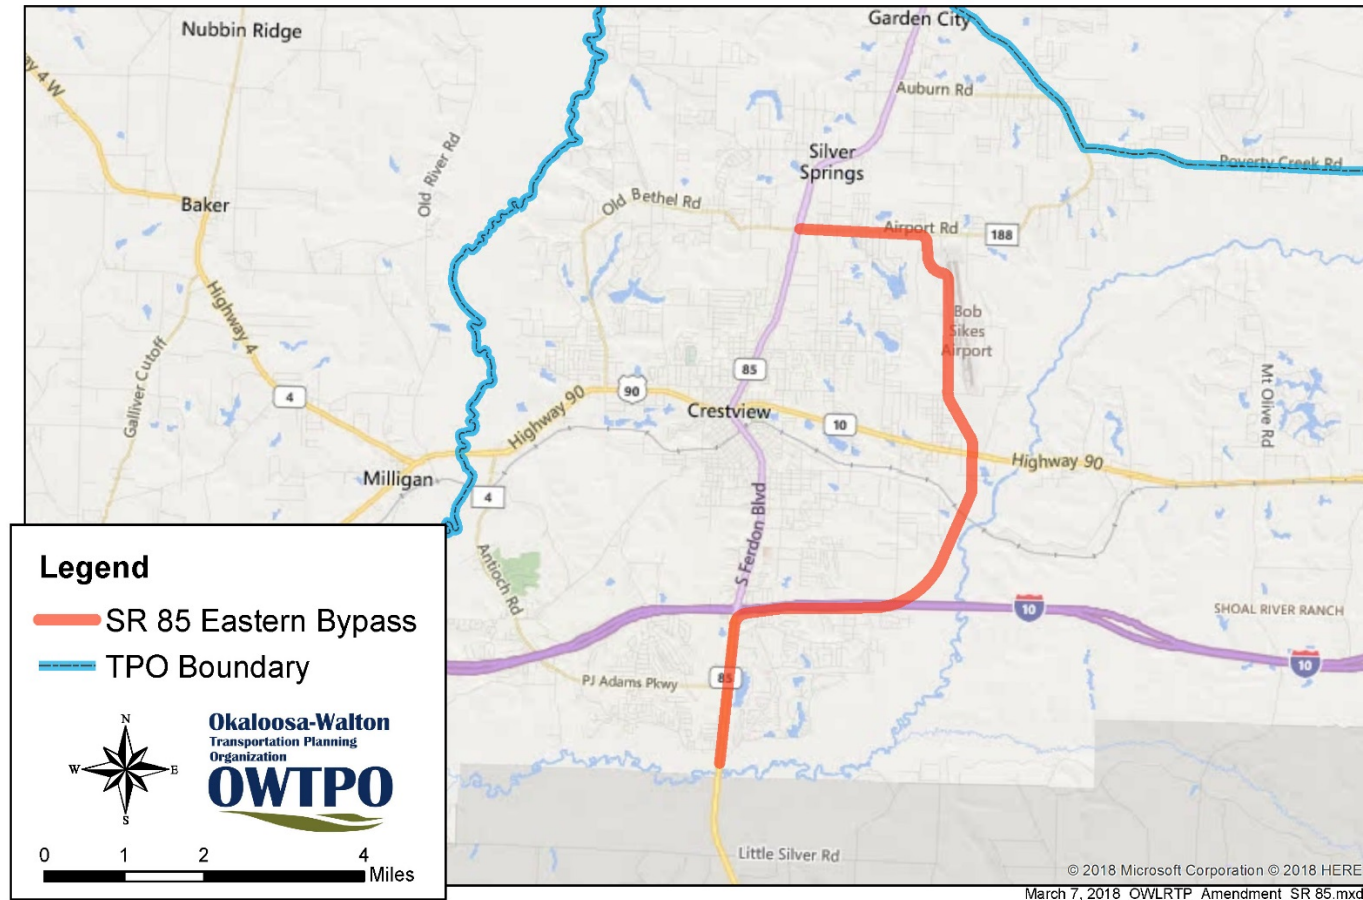 Nubbin Ridge
Garden City
ay 4 W
Auburn Rd
Old River Rd
Silver
Springs
Poverty Creek Rd
Baker
Old Bethel Rd
Airport Rd
188
Highway 4
Bob
Sikes
Airport
Galliver Cutoff
4
85
90
Highway 90
Crestview
10
Mt Olive Rd
Highway 90
Milligan
4
S Ferdon Blvd
Antioch Rd
10
SHOAL RIVER RANCH
10
PJ Adams Pkwy
85
Little Silver Rd
Legend
SR 85 Eastern Bypass
TPO Boundary
N
W
E
S
Okaloosa-Walton
Transportation Planning
Organization
OWTPO
0 1 2 4
Miles
© 2018 Microsoft Corporation © 2018 HERE
March 7, 2018 OWLRTP_Amendment_SR 85.mxd